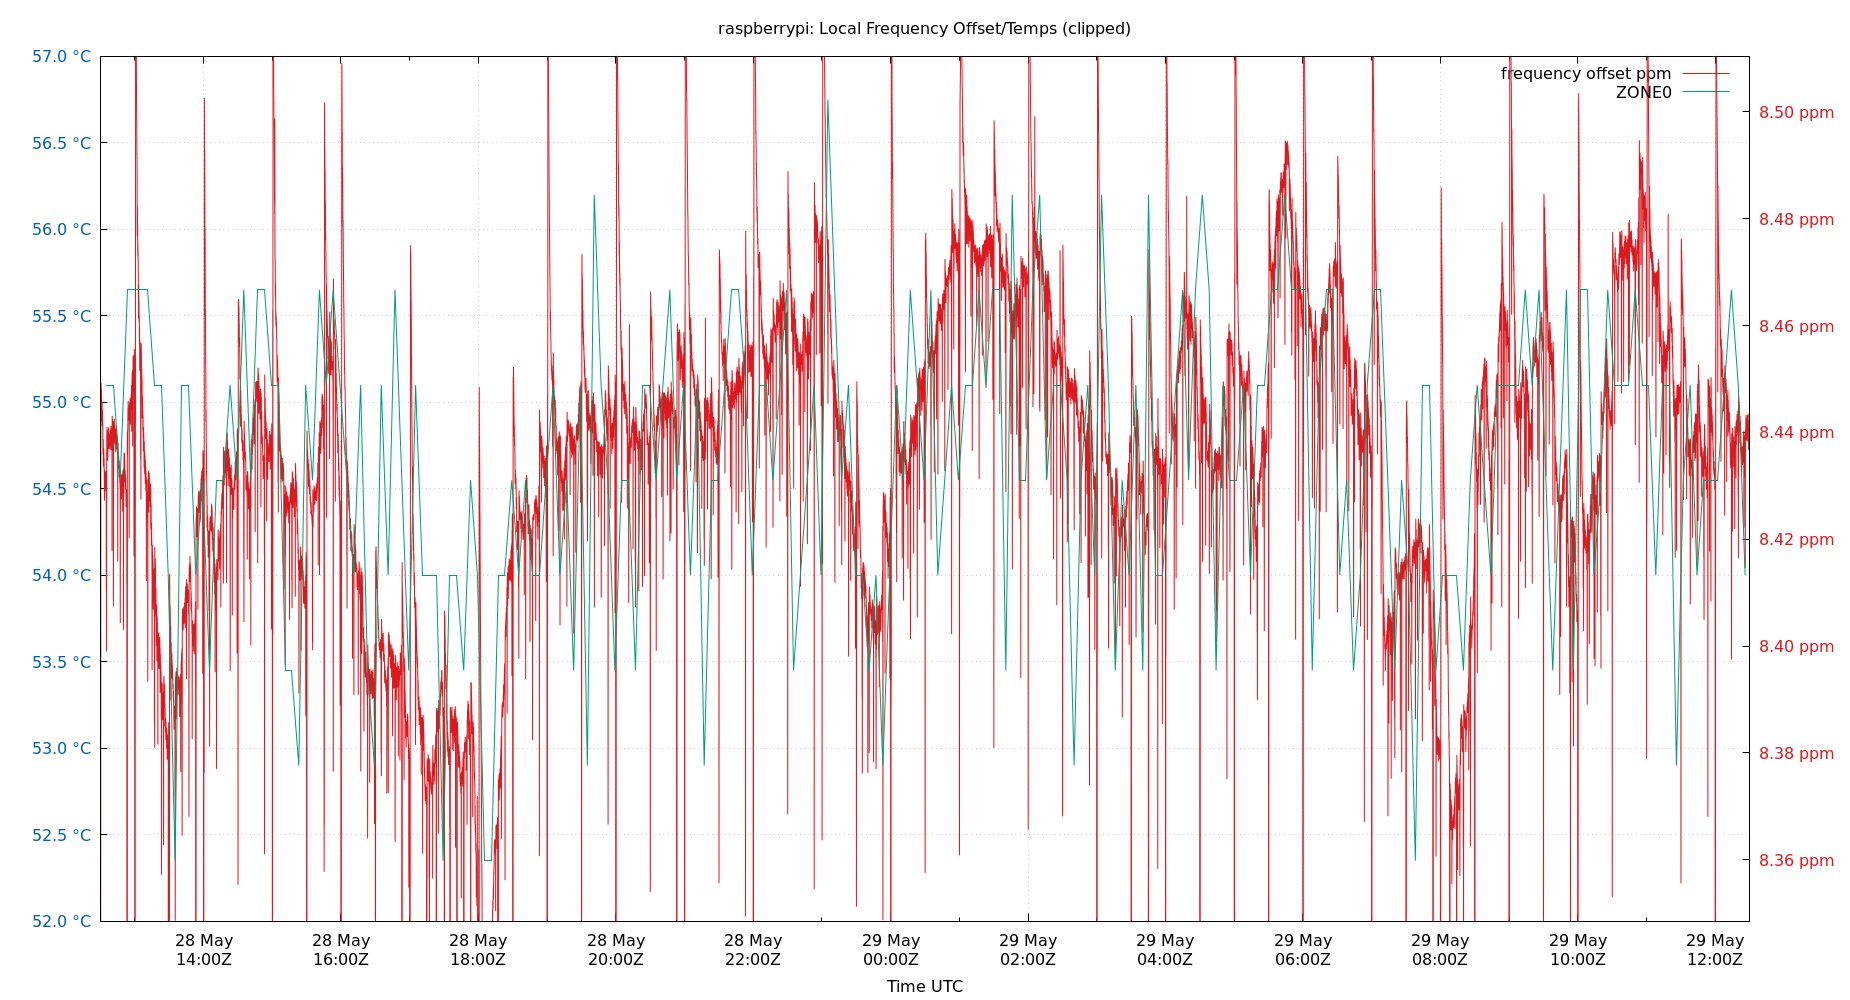 raspberrypi: Local Frequency Offset/Temps (clipped)
frequency offset ppm
ZONE0
57.0 °C
56.5 °C
56.0 °C
55.5 °C
55.0 °C
54.5 °C
54.0 °C
53.5 °C
53.0 °C
52.5 °C
52.0 °C
8.50 ppm
8.48 ppm
8.46 ppm
8.44 ppm
8.42 ppm
8.40 ppm
8.38 ppm
8.36 ppm
28 May
14:00Z
28 May
16:00Z
28 May
18:00Z
28 May
20:00Z
28 May
22:00Z
29 May
00:00Z
29 May
02:00Z
29 May
04:00Z
29 May
06:00Z
29 May
08:00Z
29 May
10:00Z
29 May
12:00Z
Time UTC